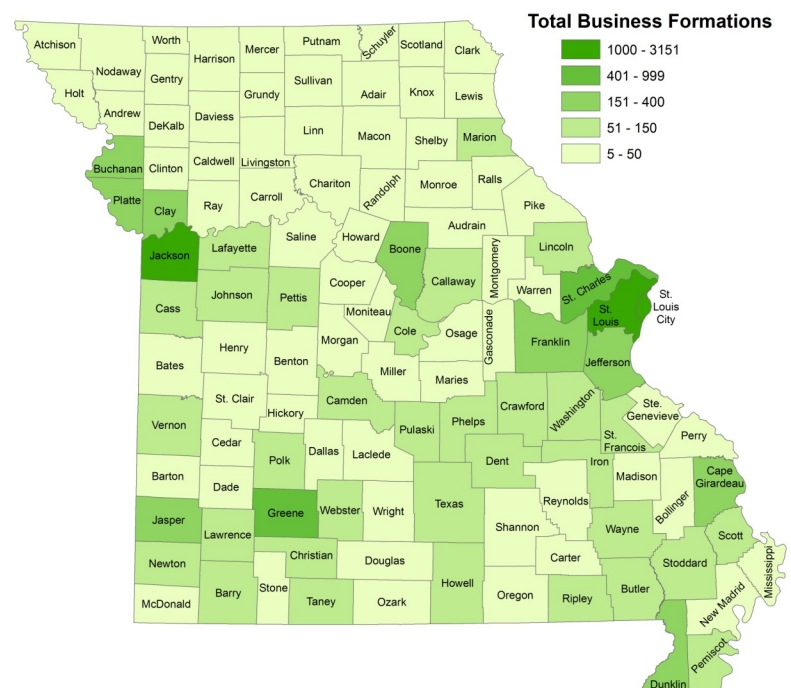 Total Business Formations
1000 - 3151
401 - 999
151 - 400
51 - 150
5 - 50
Atchison
Worth
Nodaway
Harrison
Mercer
Putnam
Schuyler
Scotland
Clark
Holt
Gentry
Andrew
Grundy
Sullivan
Adair
Knox
Lewis
DeKalb
Daviess
Linn
Macon
Shelby
Marion
Buchanan
Clinton
Caldwell
Livingston
Chariton
Randolph
Monroe
Ralls
Platte
Clay
Ray
Carroll
Pike
Jackson
Lafayette
Saline
Howard
Boone
Audrain
Montgomery
Lincoln
Cass
Johnson
Pettis
Cooper
Callaway
Warren
St. Charles
St.
Louis
St.
Louis
City
Moniteau
Cole
Osage
Gasconade
Franklin
Jefferson
Bates
Henry
Benton
Morgan
Miller
Maries
St. Clair
Hickory
Camden
Pulaski
Phelps
Crawford
Washington
Ste.
Genevieve
St.
Francois
Perry
Vernon
Cedar
Polk
Dallas
Laclede
Dent
Iron
Madison
Bollinger
Cape
Girardeau
Barton
Dade
Greene
Webster
Wright
Texas
Reynolds
Shannon
Wayne
Scott
Jasper
Lawrence
Christian
Douglas
Carter
Stoddard
Mississippi
Newton
McDonald
Barry
Stone
Taney
Ozark
Howell
Oregon
Ripley
Butler
New Madrid
Dunklin
Pemiscot